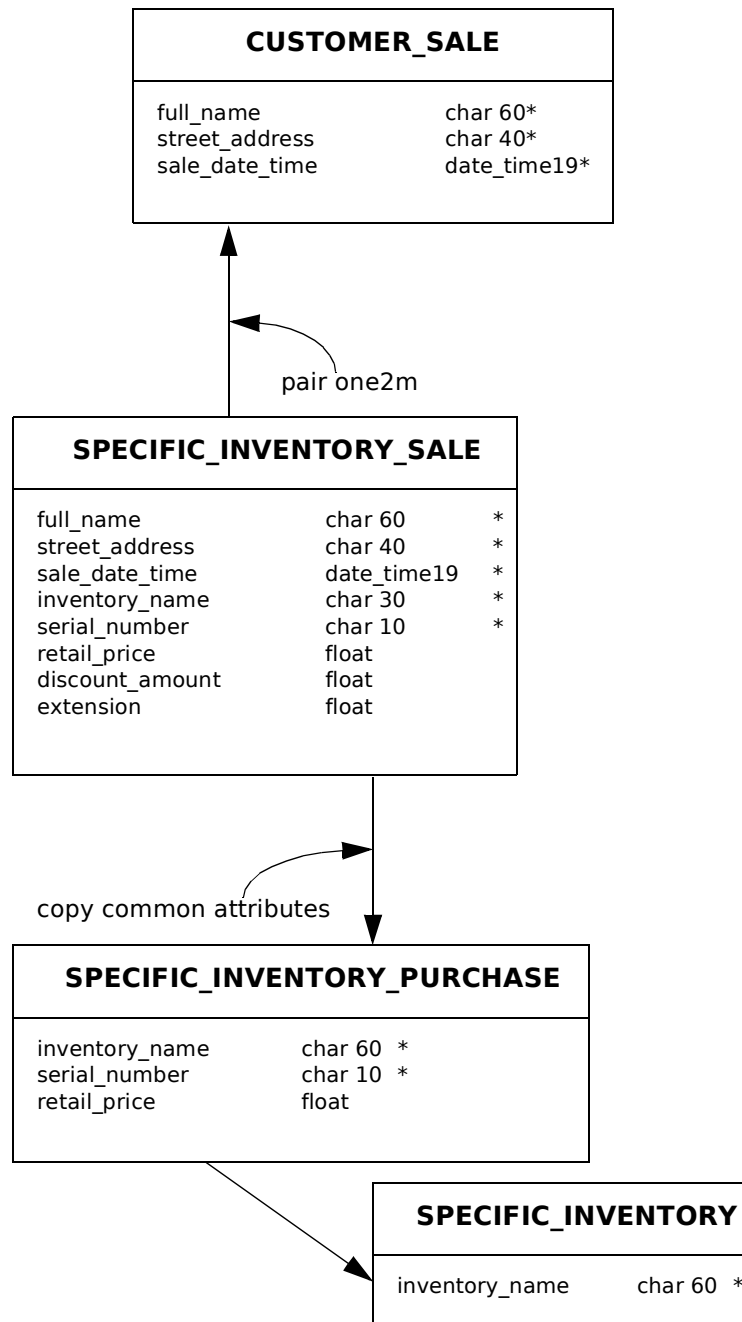 CUSTOMER_SALE
full_name char 60*
street_address char 40*
sale_date_time date_time19*
pair one2m
SPECIFIC_INVENTORY_SALE
full_name char 60 *
street_address char 40 *
sale_date_time date_time19 *
inventory_name char 30 *
serial_number char 10 *
retail_price float
discount_amount float
extension float
copy common attributes
SPECIFIC_INVENTORY_PURCHASE
inventory_name char 60 *
serial_number char 10 *
retail_price float
SPECIFIC_INVENTORY
inventory_name char 60 *